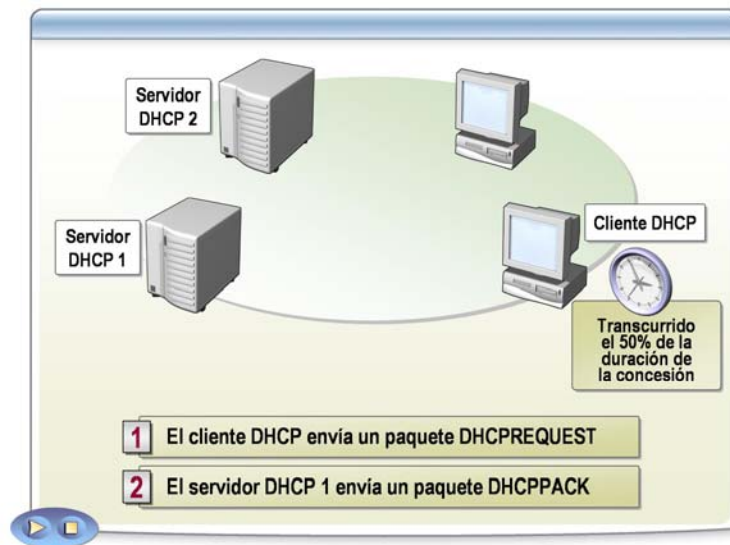 Servidor
DHCP 2
Servidor
DHCP 1
Cliente DHCP
Transcurrido
el 50% de la
duración de
la concesión
1 El cliente DHCP envía un paquete DHCPREQUEST
2 El servidor DHCP 1 envía un paquete DHCPPACK